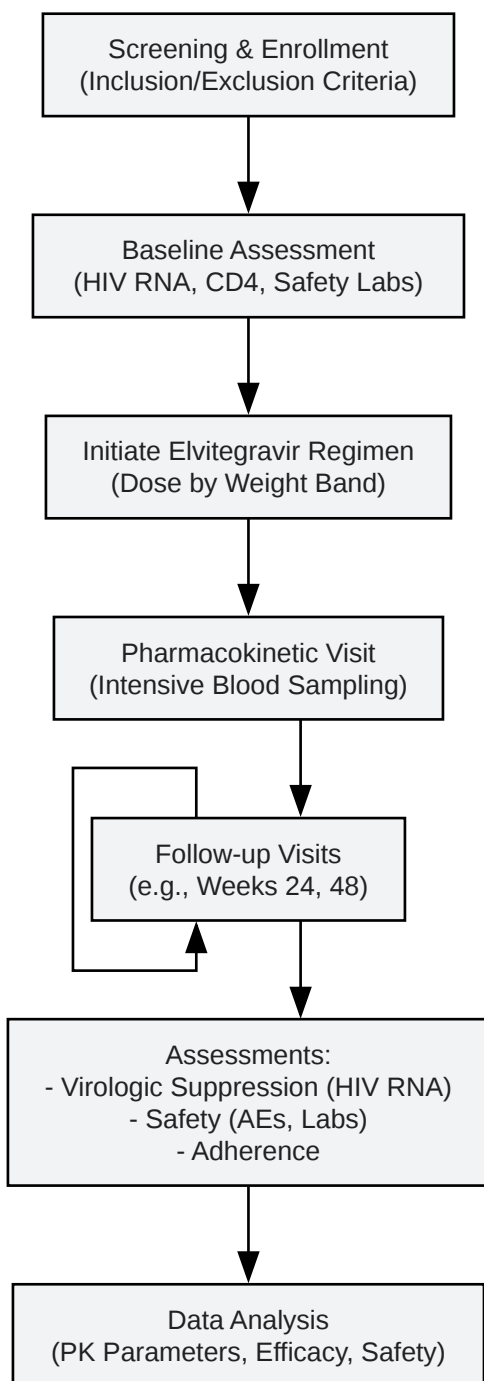 Screening & Enrollment
(Inclusion/Exclusion Criteria)
Baseline Assessment
(HIV RNA, CD4, Safety Labs)
Initiate Elvitegravir Regimen
(Dose by Weight Band)
Pharmacokinetic Visit
(Intensive Blood Sampling)
Follow-up Visits
(e.g., Weeks 24, 48)
Assessments:
- Virologic Suppression (HIV RNA)
- Safety (AEs, Labs)
- Adherence
Data Analysis
(PK Parameters, Efficacy, Safety)